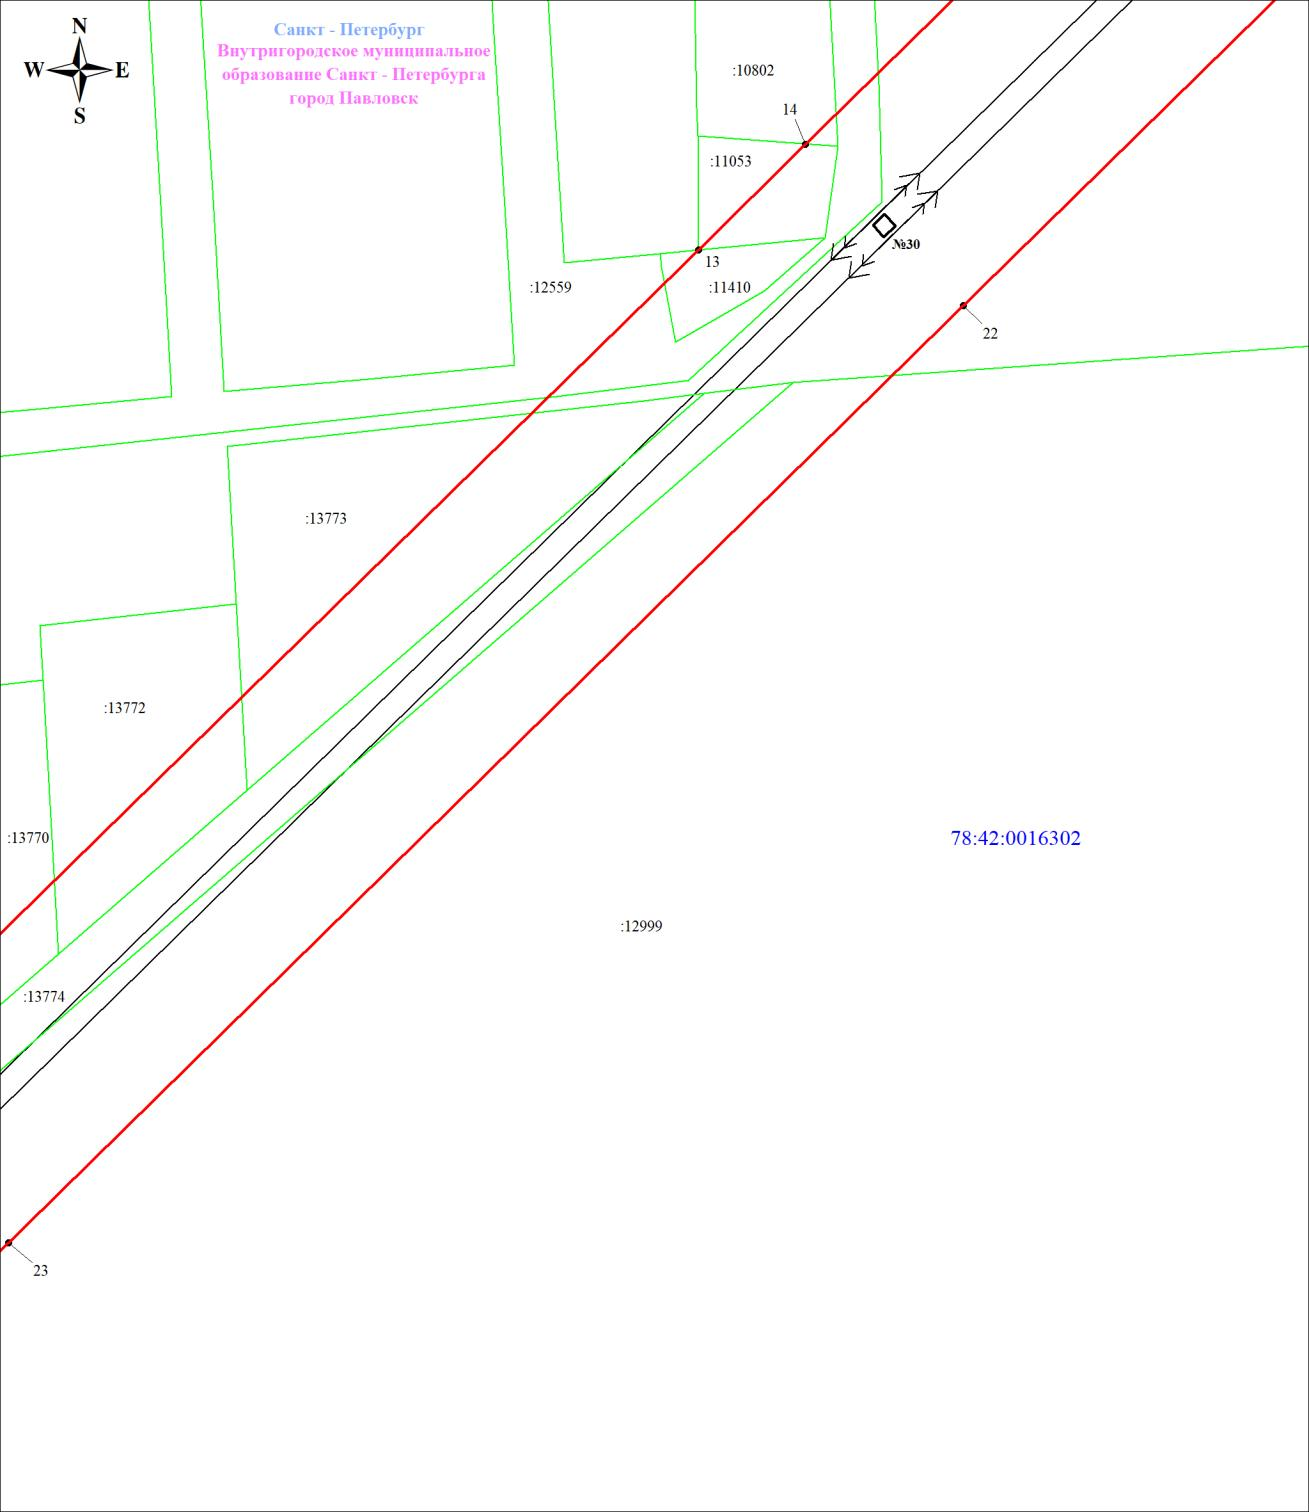 N
W E
S
Санкт - Петербург
Внутригородское муниципальное
образование Санкт - Петербурга
город Павловск
:10802
14
:11053
№30
13
:12559
:11410
22
:13773
:13772
:13770
78:42:0016302
:12999
:13774
23